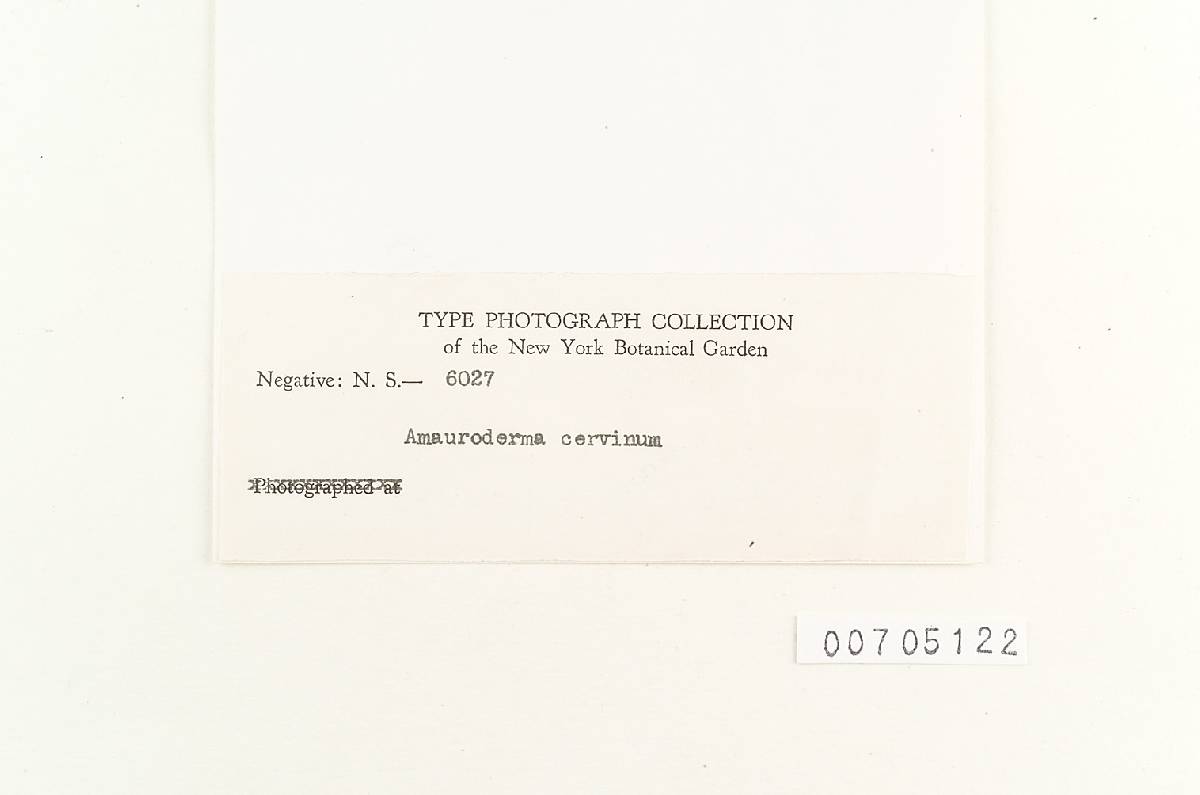 TYPE PHOTOGRAPH COLLECTION
of the New York Botanical Garden
Negative: N. S.— 6027
Amauroderma cervinum
Photographed at
00705122